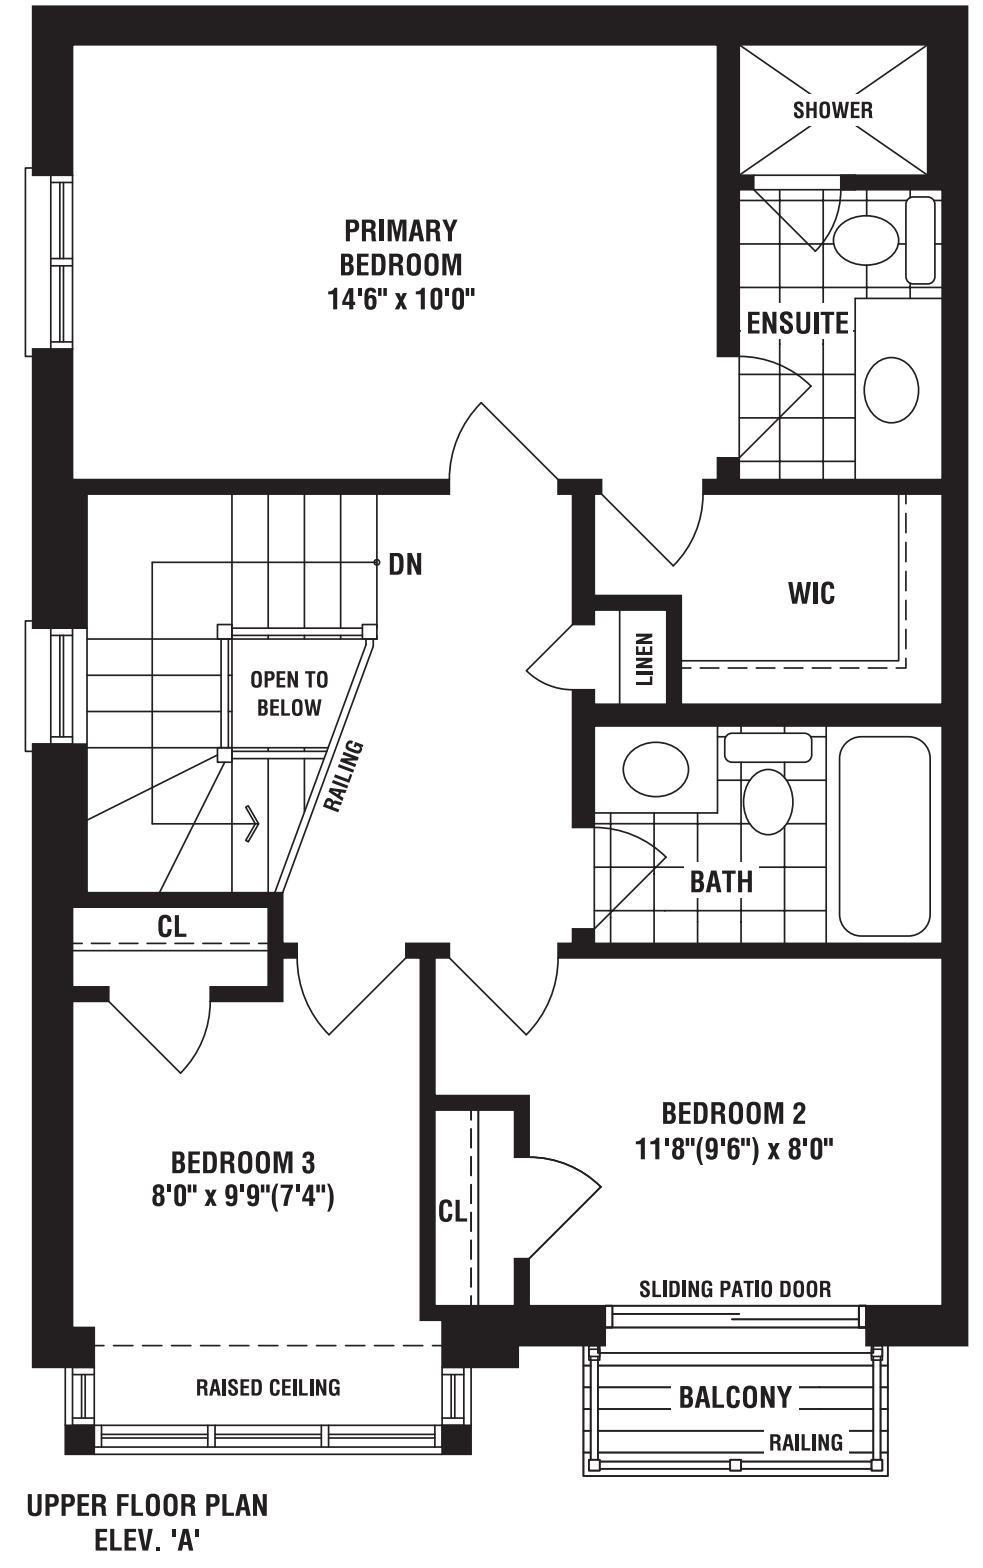 SHOWER
PRIMARY
BEDROOM
14'6" x 10'0"
ENSUITE
DN
WIC
LINEN
OPEN TO
BELOW
RAILING
BATH
CL
BEDROOM 2
11'8"(9'6") x 8'0"
BEDROOM 3
8'0" x 9'9"(7'4")
CL
SLIDING PATIO DOOR
RAISED CEILING
BALCONY
RAILING
UPPER FLOOR PLAN
ELEV. 'A'